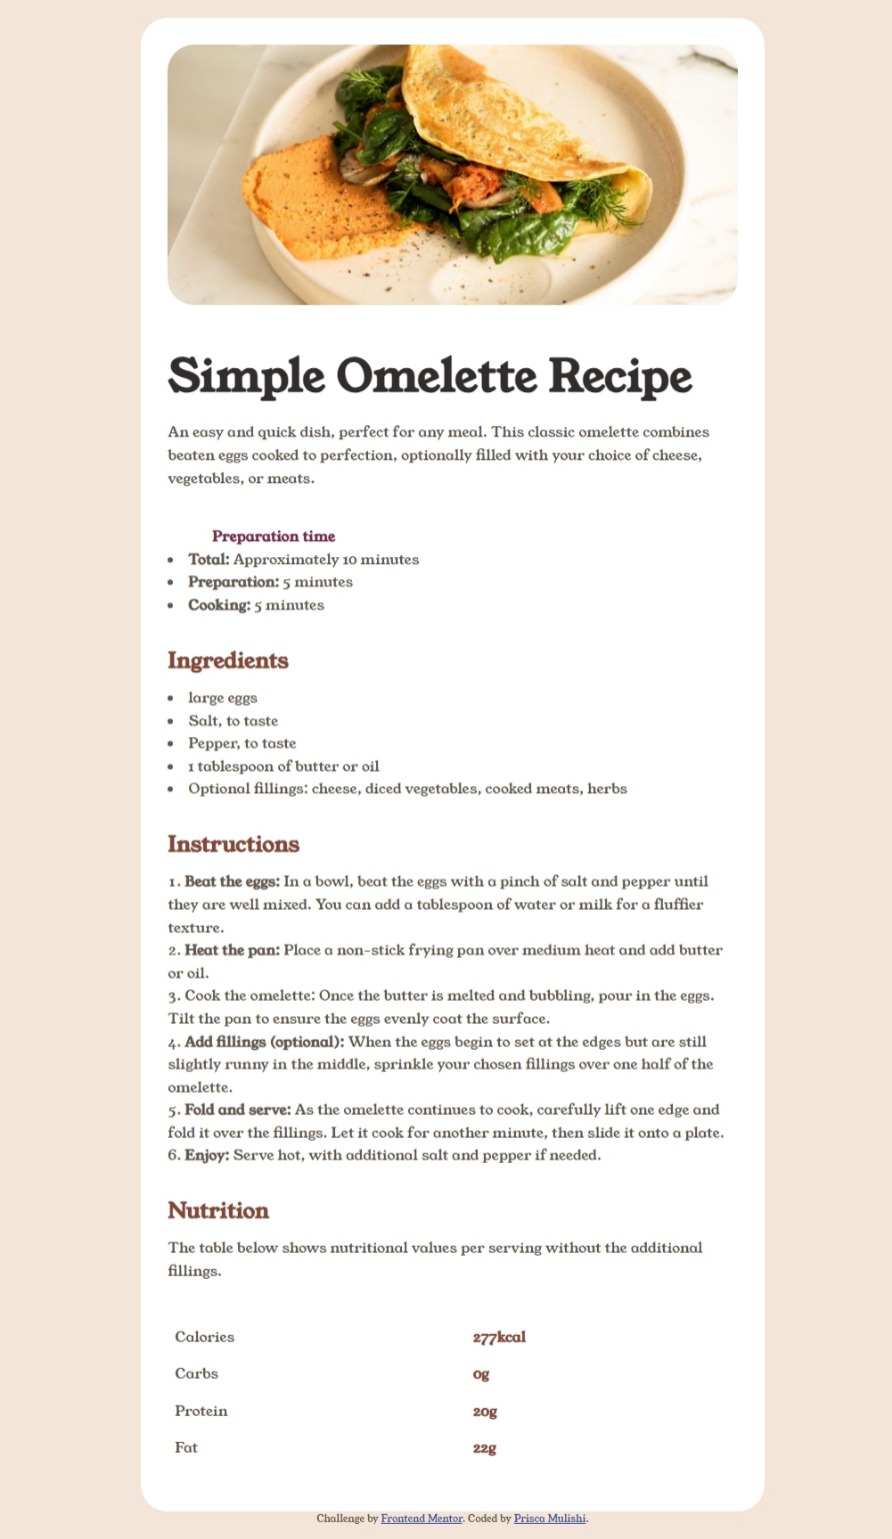 Simple Omelette Recipe
An easy and quick dish, perfect for any meal. This classic omelette combines
beaten eggs cooked to perfection, optionally filled with your choice of cheese,
vegetables, or meats.
Preparation time
• Total: Approximately 10 minutes
• Preparation: 5 minutes
• Cooking: 5 minutes
Ingredients
• large eggs
• Salt, to taste
• Pepper, to taste
• 1 tablespoon of butter or oil
• Optional fillings: cheese, diced vegetables, cooked meats, herbs
Instructions
1. Beat the eggs: In a bowl, beat the eggs with a pinch of salt and pepper until
they are well mixed. You can add a tablespoon of water or milk for a fluffier
texture.
2. Heat the pan: Place a non-stick frying pan over medium heat and add butter
or oil.
3. Cook the omelette: Once the butter is melted and bubbling, pour in the eggs.
Tilt the pan to ensure the eggs evenly coat the surface.
4. Add fillings (optional): When the eggs begin to set at the edges but are still
slightly runny in the middle, sprinkle your chosen fillings over one half of the
omelette.
5. Fold and serve: As the omelette continues to cook, carefully lift one edge and
fold it over the fillings. Let it cook for another minute, then slide it onto a plate.
6. Enjoy: Serve hot, with additional salt and pepper if needed.
Nutrition
The table below shows nutritional values per serving without the additional
fillings.
Calories 277kcal
Carbs 0g
Protein 20g
Fat 22g
Challenge by Frontend Mentor. Coded by Prisca Mulishi.